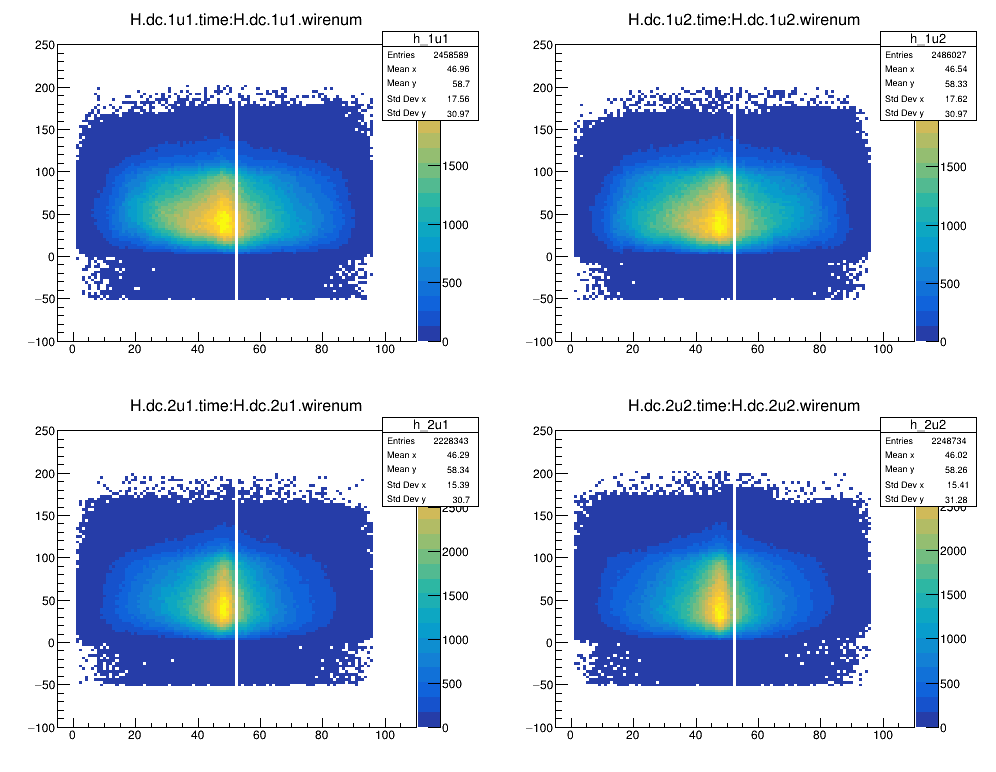 H.dc.1u1.time:H.dc.1u1.wirenum
h_1u1
Entries 2458589
Mean x 46.96
Mean y 58.7
Std Dev x 17.56
Std Dev y 30.97
250
200
150
100
50
0
−50
−100
0 20 40 60 80 100
1500
1000
500
0
H.dc.1u2.time:H.dc.1u2.wirenum
h_1u2
Entries 2486027
Mean x 46.54
Mean y 58.33
Std Dev x 17.62
Std Dev y 30.97
250
200
150
100
50
0
−50
−100
0 20 40 60 80 100
1500
1000
500
0
H.dc.2u1.time:H.dc.2u1.wirenum
h_2u1
Entries 2228343
Mean x 46.29
Mean y 58.34
Std Dev x 15.39
Std Dev y 30.7
250
200
150
100
50
0
−50
−100
0 20 40 60 80 100
2500
2000
1500
1000
500
0
H.dc.2u2.time:H.dc.2u2.wirenum
h_2u2
Entries 2248734
Mean x 46.02
Mean y 58.26
Std Dev x 15.41
Std Dev y 31.28
250
200
150
100
50
0
−50
−100
0 20 40 60 80 100
2500
2000
1500
1000
500
0